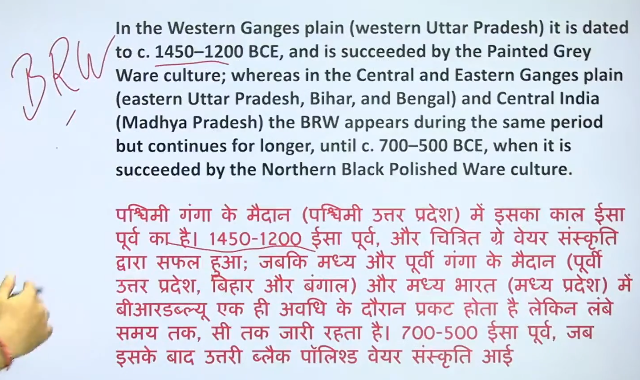 BRW
In the Western Ganges plain (western Uttar Pradesh) it is dated
to c. 1450–1200 BCE, and is succeeded by the Painted Grey
Ware culture; whereas in the Central and Eastern Ganges plain
(eastern Uttar Pradesh, Bihar, and Bengal) and Central India
(Madhya Pradesh) the BRW appears during the same period
but continues for longer, until c. 700–500 BCE, when it is
succeeded by the Northern Black Polished Ware culture.
पश्चिमी गंगा के मैदान (पश्चिमी उत्तर प्रदेश) में इसका काल ईसा
पूर्व का है। 1450-1200 ईसा पूर्व, और चित्रित ग्रे वेयर संस्कृति
द्वारा सफल हुआ; जबकि मध्य और पूर्वी गंगा के मैदान (पूर्वी
उत्तर प्रदेश, बिहार और बंगाल) और मध्य भारत (मध्य प्रदेश) में
बीआरडब्ल्यू एक ही अवधि के दौरान प्रकट होता है लेकिन लंबे
समय तक, सी तक जारी रहता है। 700-500 ईसा पूर्व, जब
इसके बाद उत्तरी ब्लैक पॉलिश्ड वेयर संस्कृति आई